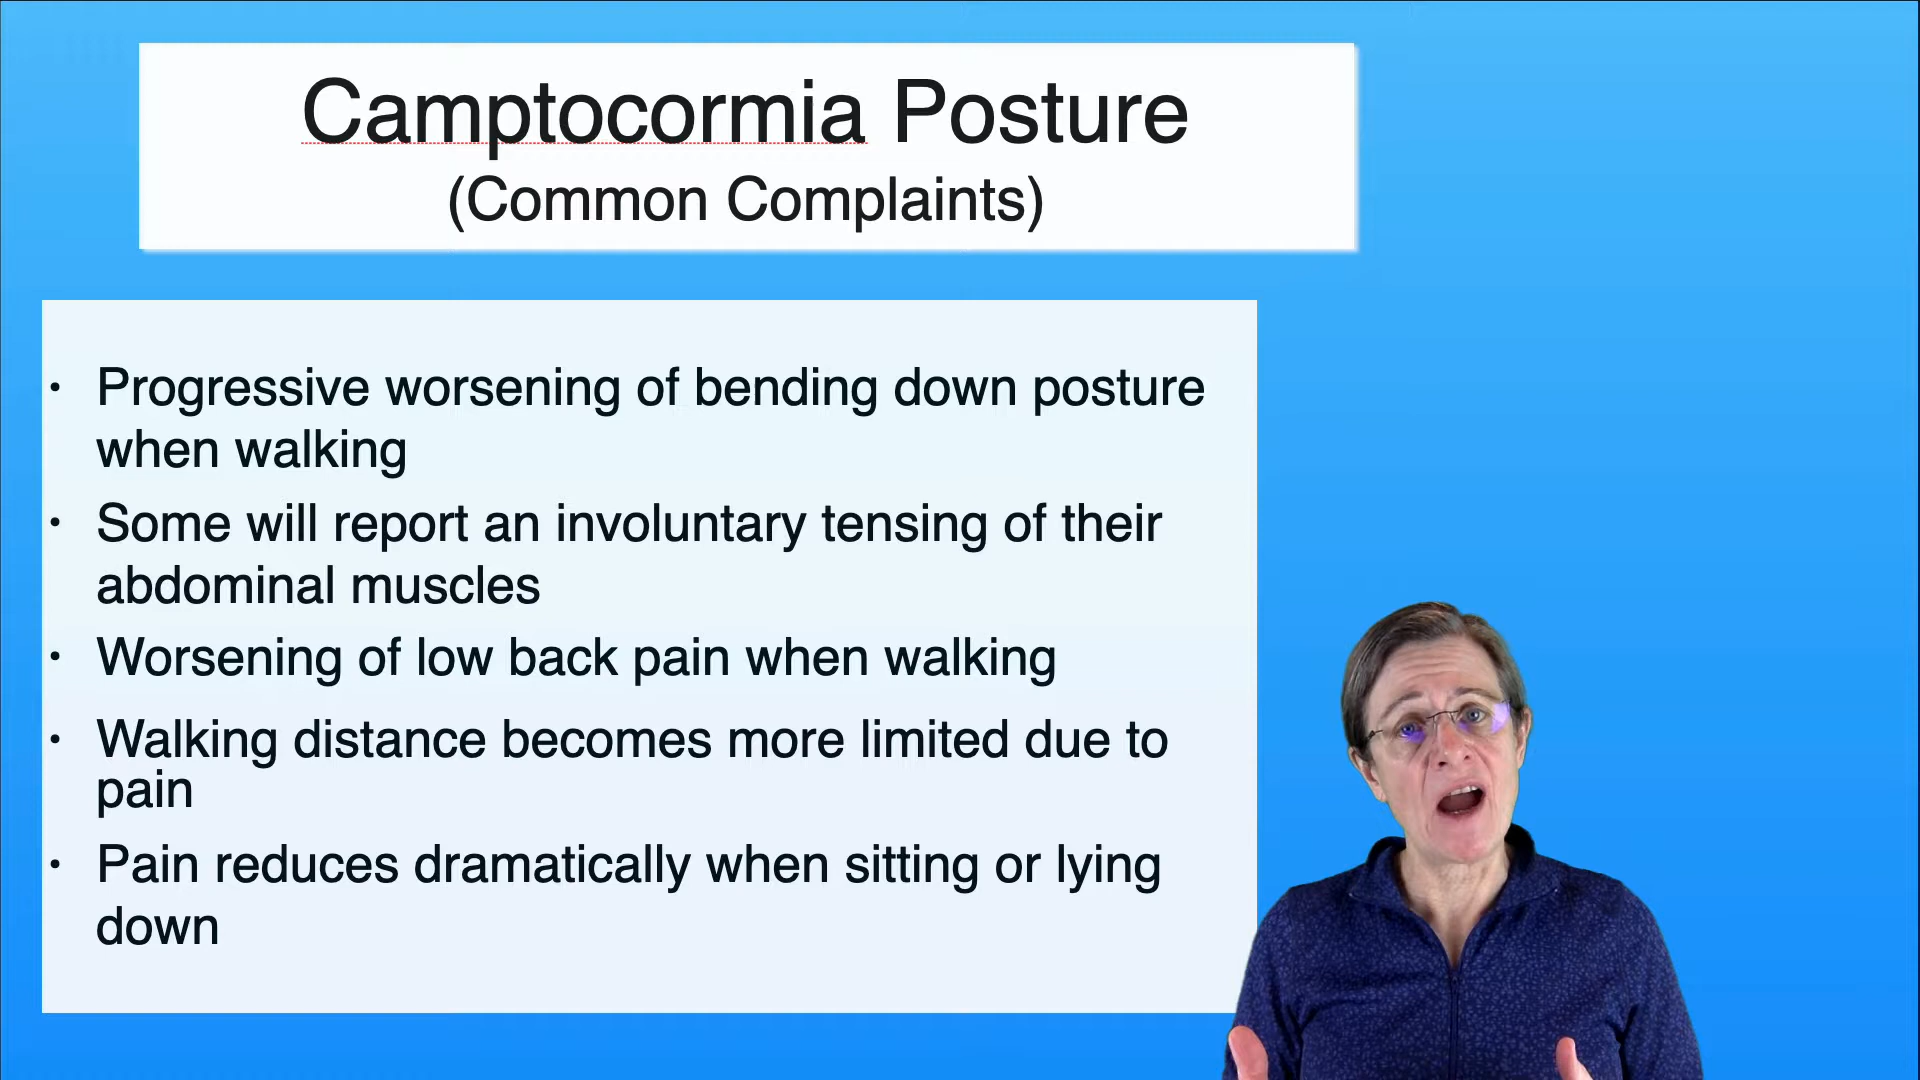 Camptocormia Posture
(Common Complaints)
• Progressive worsening of bending down posture
when walking
• Some will report an involuntary tensing of their
abdominal muscles
• Worsening of low back pain when walking
• Walking distance becomes more limited due to
pain
• Pain reduces dramatically when sitting or lying
down